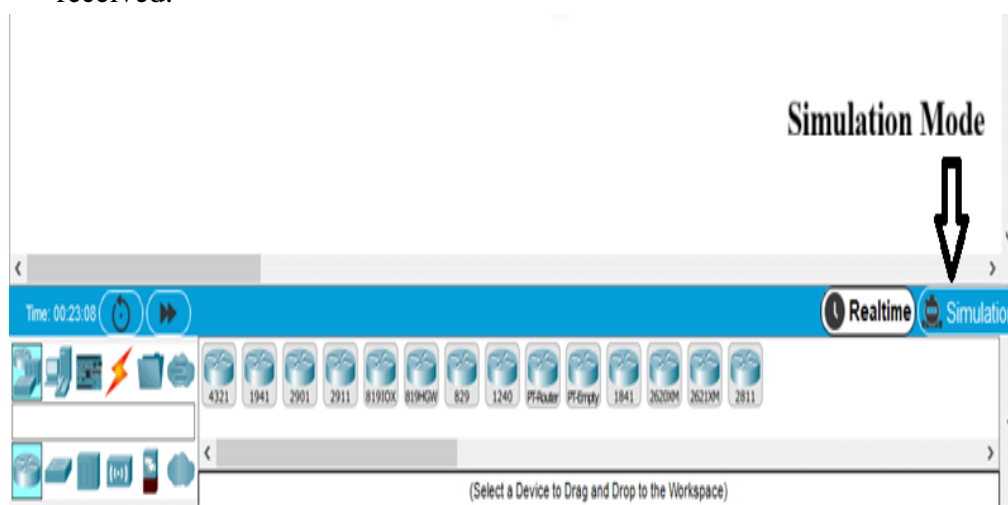 received.
Simulation Mode
Time: 00:23:08
Realtime
Simulatio
4321 1941 2901 2911 819IOX 819HGW 829 1240 PT-Router PT-Empty 1841 2620XM 2621XM 2811
(Select a Device to Drag and Drop to the Workspace)